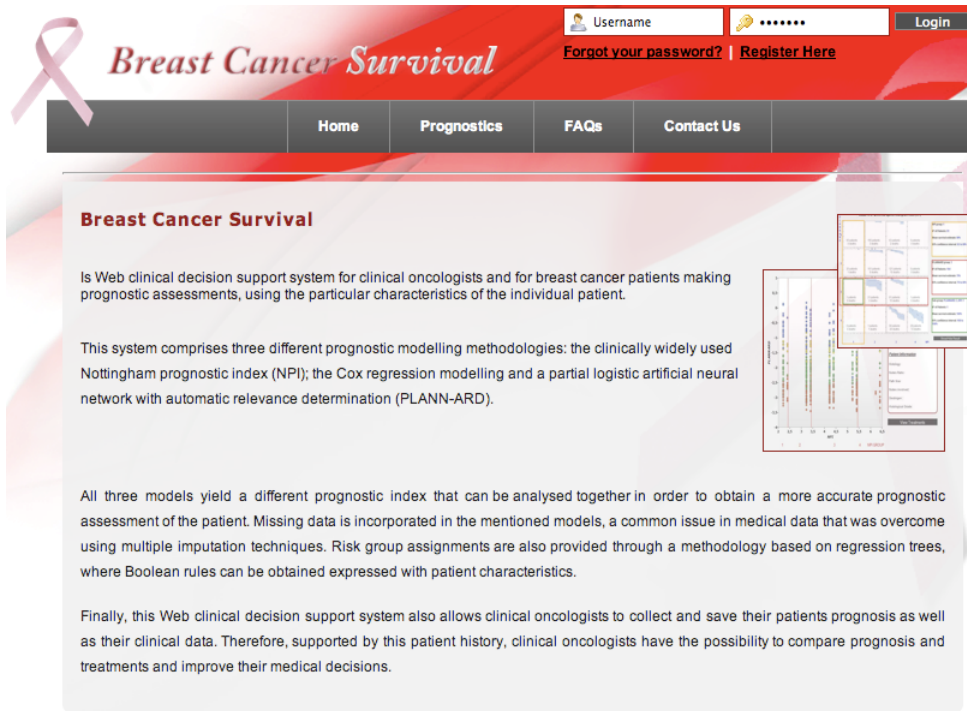 Username
•••••••
Login
Forgot your password? | Register Here
Breast Cancer Survival
Home Prognostics FAQs Contact Us
Breast Cancer Survival
Is Web clinical decision support system for clinical oncologists and for breast cancer patients making
prognostic assessments, using the particular characteristics of the individual patient.
This system comprises three different prognostic modelling methodologies: the clinically widely used
Nottingham prognostic index (NPI); the Cox regression modelling and a partial logistic artificial neural
network with automatic relevance determination (PLANN-ARD).
All three models yield a different prognostic index that can be analysed together in order to obtain a more accurate prognostic
assessment of the patient. Missing data is incorporated in the mentioned models, a common issue in medical data that was overcome
using multiple imputation techniques. Risk group assignments are also provided through a methodology based on regression trees,
where Boolean rules can be obtained expressed with patient characteristics.
Finally, this Web clinical decision support system also allows clinical oncologists to collect and save their patients prognosis as well
as their clinical data. Therefore, supported by this patient history, clinical oncologists have the possibility to compare prognosis and
treatments and improve their medical decisions.